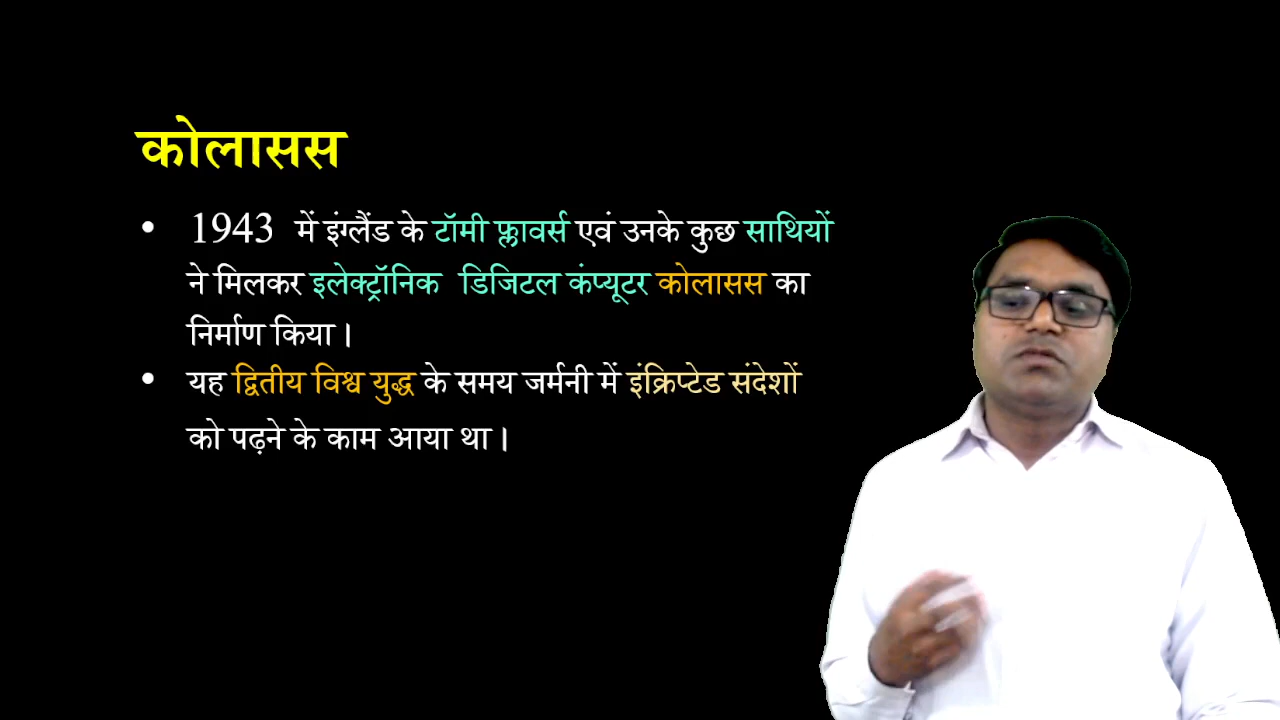 कोलासस
• 1943 में इंग्लैंड के टॉमी फ़्लावर्स एवं उनके कुछ साथियों
ने मिलकर इलेक्ट्रॉनिक डिजिटल कंप्यूटर कोलासस का
निर्माण किया ।
• यह द्वितीय विश्व युद्ध के समय जर्मनी में इंक्रिप्टेड संदेशों
को पढ़ने के काम आया था ।